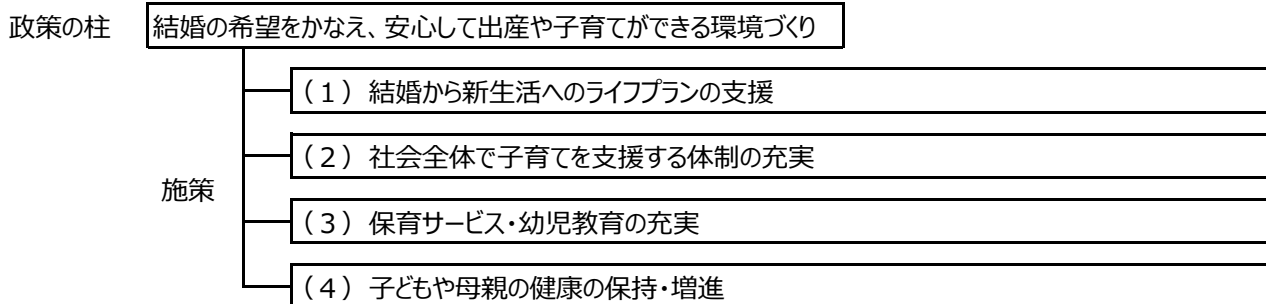 政策の柱 結婚の希望をかなえ、安心して出産や子育てができる環境づくり
（１）結婚から新生活へのライフプランの支援
（２）社会全体で子育てを支援する体制の充実
施策
（３）保育サービス・幼児教育の充実
（４）子どもや母親の健康の保持・増進